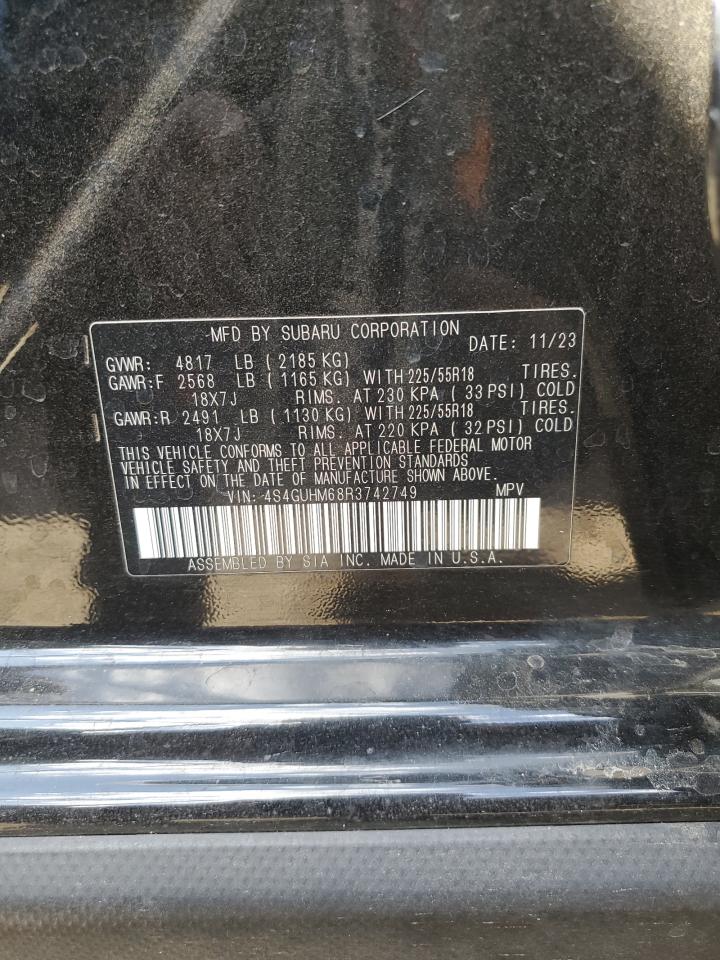 MFD BY SUBARU CORPORATION DATE: 11/23
GVWR: 4817 LB ( 2185 KG)
GAWR:F 2568 LB ( 1165 KG) WITH 225/55R18 TIRES.
18X7J RIMS. AT 230 KPA ( 33 PSI) COLD
GAWR:R 2491 LB ( 1130 KG) WITH 225/55R18 TIRES.
18X7J RIMS. AT 220 KPA ( 32 PSI) COLD
THIS VEHICLE CONFORMS TO ALL APPLICABLE FEDERAL MOTOR
VEHICLE SAFETY AND THEFT PREVENTION STANDARDS
IN EFFECT ON THE DATE OF MANUFACTURE SHOWN ABOVE.
VIN: 4S4GUHM68R3742749 MPV
ASSEMBLED BY SIA INC. MADE IN U.S.A.